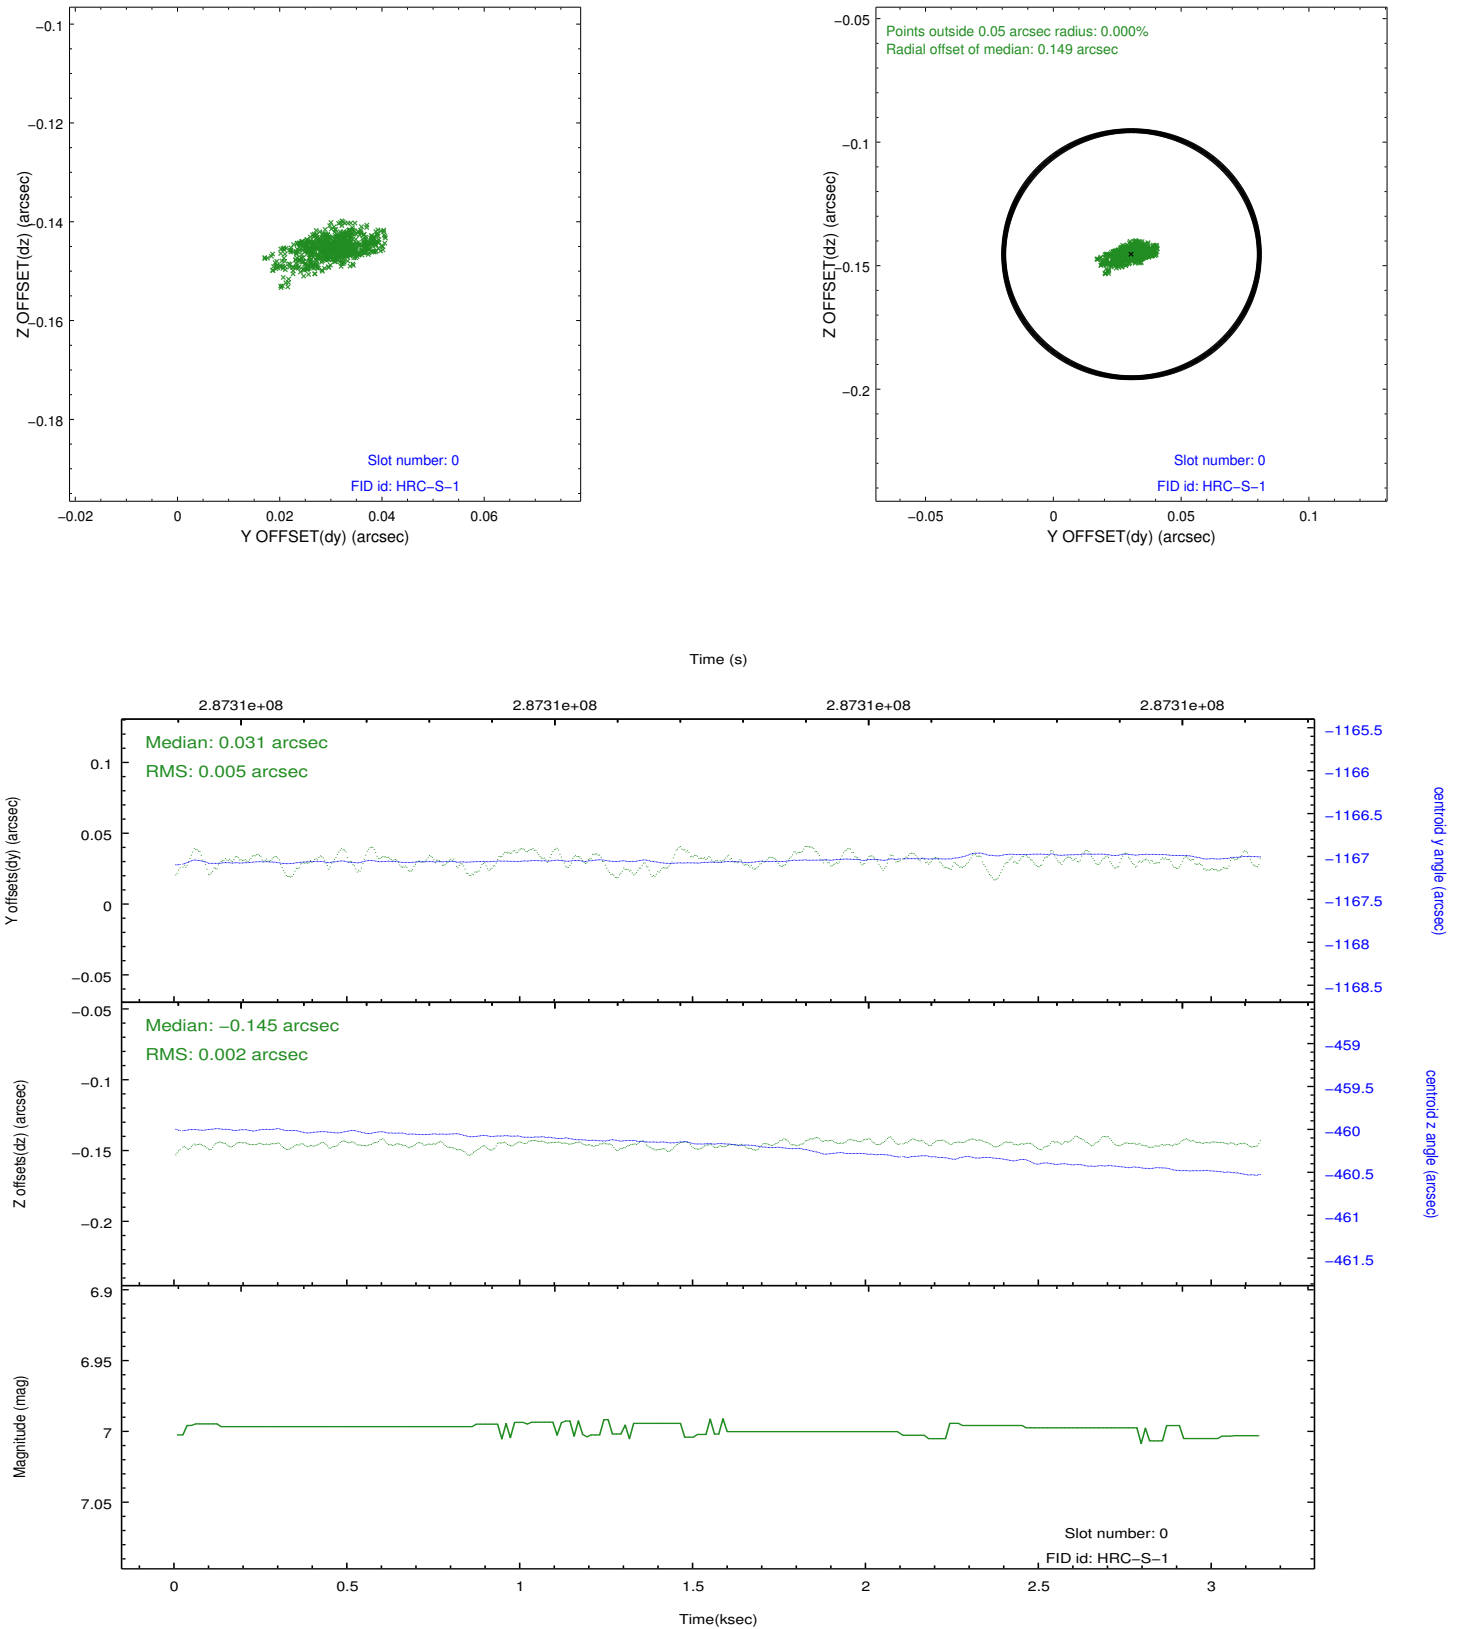 −0.1
−0.12
−0.14
−0.16
−0.18
Z OFFSET(dz) (arcsec)
Slot number: 0
FID id: HRC−S−1
−0.02
0
0.02
0.04
0.06
Y OFFSET(dy) (arcsec)
−0.05
−0.1
−0.15
−0.2
Z OFFSET(dz) (arcsec)
Points outside 0.05 arcsec radius: 0.000%
Radial offset of median: 0.149 arcsec
Slot number: 0
FID id: HRC−S−1
−0.05
0
0.05
0.1
Y OFFSET(dy) (arcsec)
Time (s)
2.8731e+08
2.8731e+08
2.8731e+08
2.8731e+08
Median: 0.031 arcsec
RMS: 0.005 arcsec
0.1
0.05
0
−0.05
Y offsets(dy) (arcsec)
−1165.5
−1166
−1166.5
−1167
−1167.5
−1168
−1168.5
centroid y angle (arcsec)
Median: −0.145 arcsec
RMS: 0.002 arcsec
−0.05
−0.1
−0.15
−0.2
Z offsets(dz) (arcsec)
−459
−459.5
−460
−460.5
−461
−461.5
centroid z angle (arcsec)
6.9
6.95
7
7.05
Magnitude (mag)
Slot number: 0
FID id: HRC−S−1
0
0.5
1
1.5
2
2.5
3
Time(ksec)